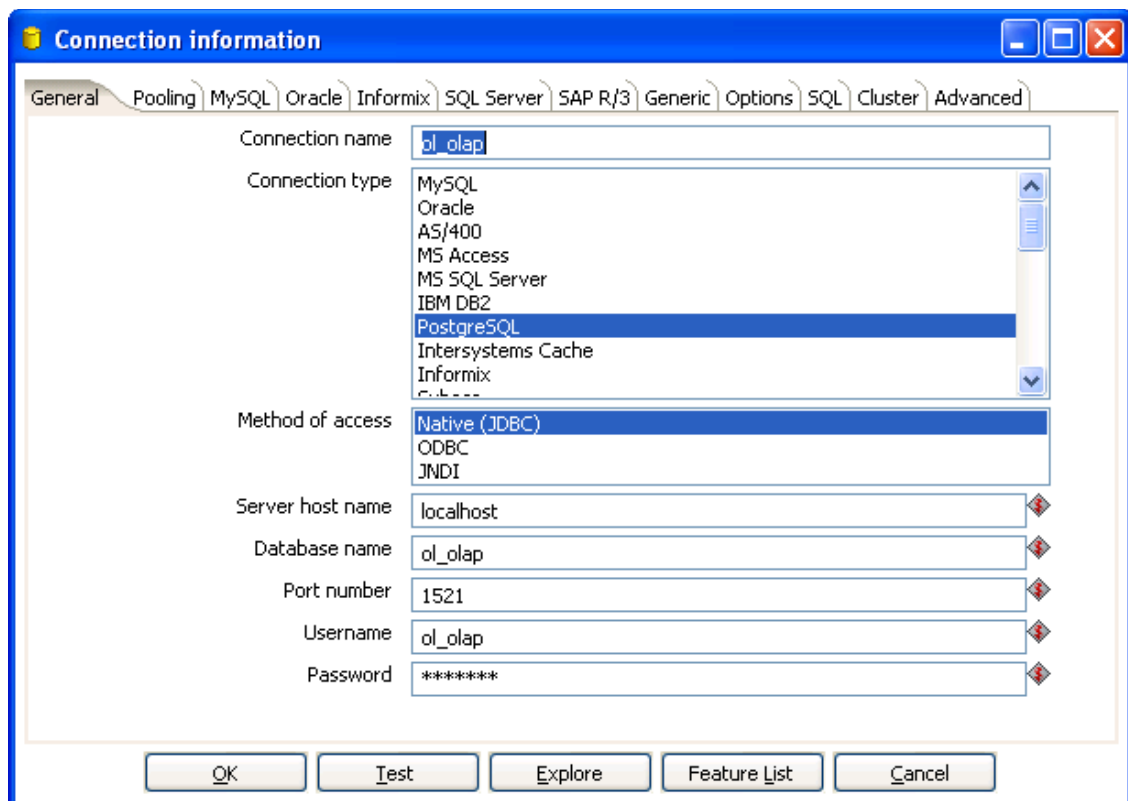 Connection information
General Pooling MySQL Oracle Informix SQL Server SAP R/3 Generic Options SQL Cluster Advanced
Connection name ol_olap
Connection type MySQL
Oracle
AS/400
MS Access
MS SQL Server
IBM DB2
PostgreSQL
Intersystems Cache
Informix
Method of access Native (JDBC)
ODBC
JNDI
Server host name localhost
Database name ol_olap
Port number 1521
Username ol_olap
Password *******
OK Test Explore Feature List Cancel